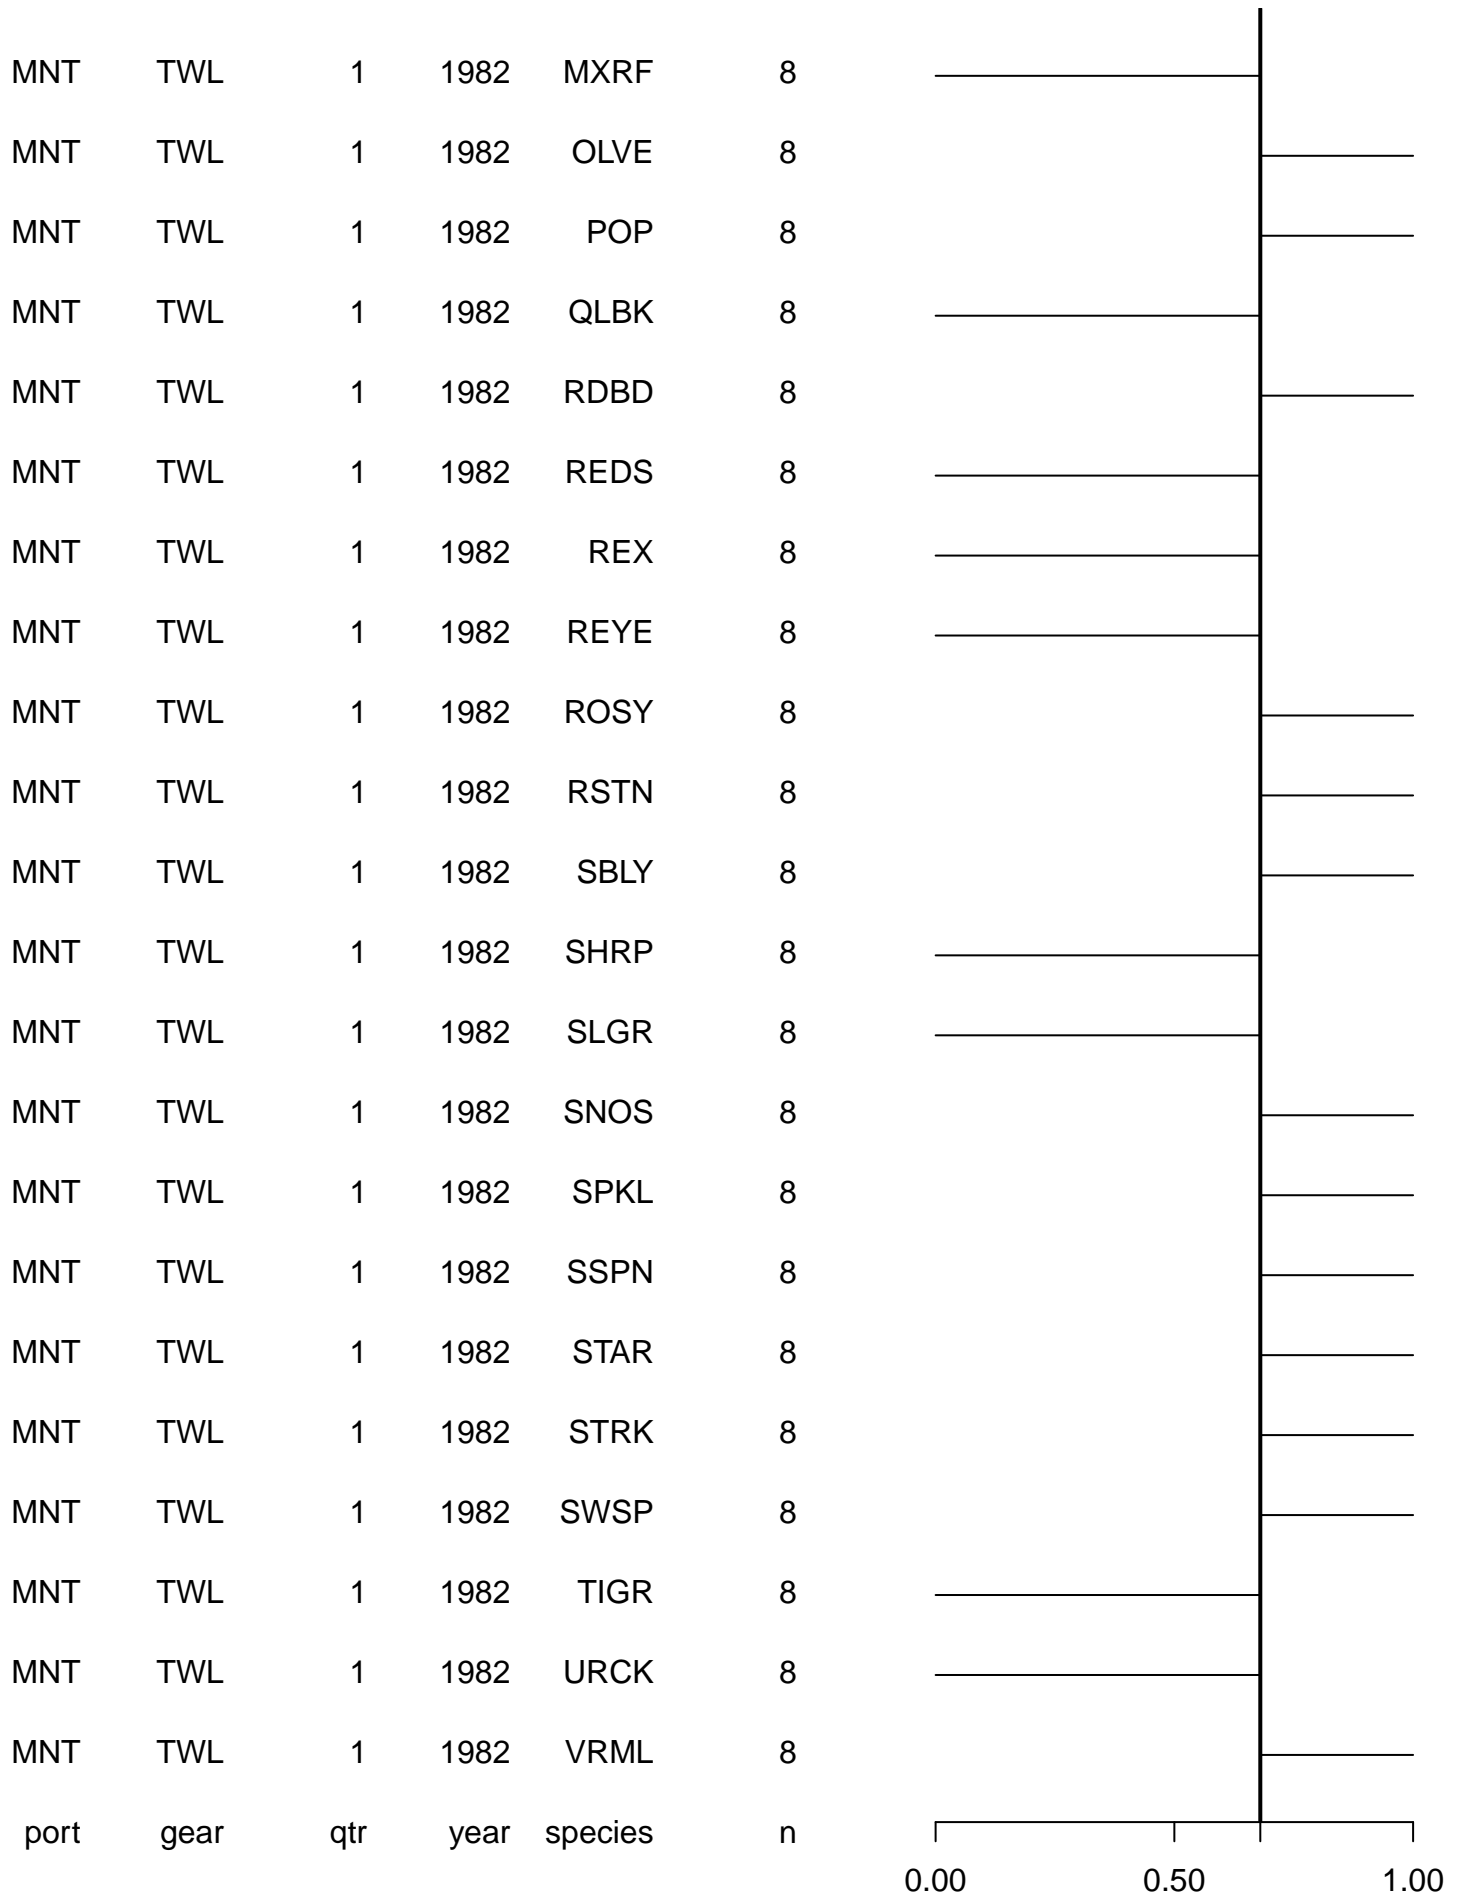 MNT TWL 1 1982 MXRF 8
MNT TWL 1 1982 OLVE 8
MNT TWL 1 1982 POP 8
MNT TWL 1 1982 QLBK 8
MNT TWL 1 1982 RDBD 8
MNT TWL 1 1982 REDS 8
MNT TWL 1 1982 REX 8
MNT TWL 1 1982 REYE 8
MNT TWL 1 1982 ROSY 8
MNT TWL 1 1982 RSTN 8
MNT TWL 1 1982 SBLY 8
MNT TWL 1 1982 SHRP 8
MNT TWL 1 1982 SLGR 8
MNT TWL 1 1982 SNOS 8
MNT TWL 1 1982 SPKL 8
MNT TWL 1 1982 SSPN 8
MNT TWL 1 1982 STAR 8
MNT TWL 1 1982 STRK 8
MNT TWL 1 1982 SWSP 8
MNT TWL 1 1982 TIGR 8
MNT TWL 1 1982 URCK 8
MNT TWL 1 1982 VRML 8
port gear qtr year species n
0.00 0.50 1.00